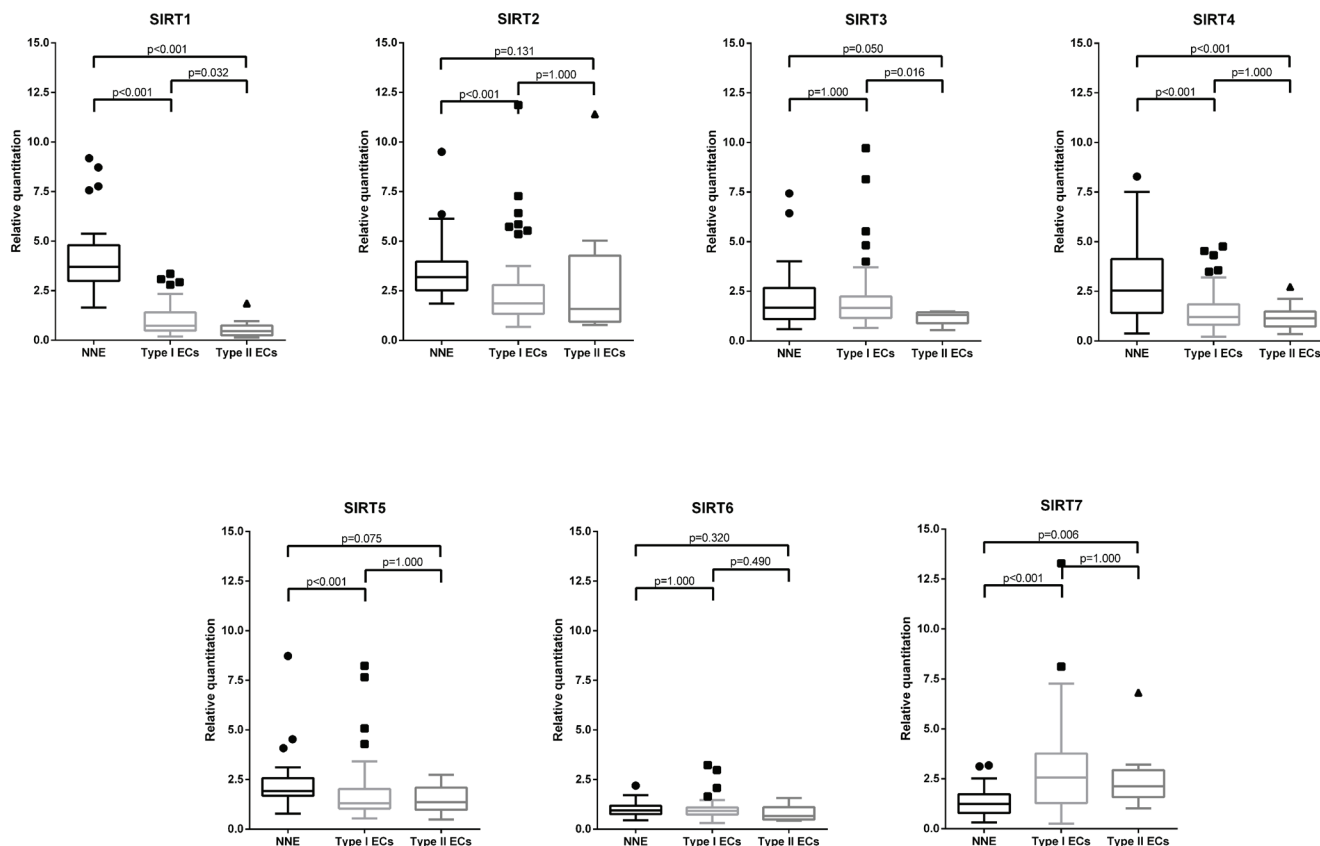 SIRT1
15.0
12.5
10.0
7.5
5.0
2.5
0.0
Relative quantitation
p<0.001
p=0.032
p<0.001
NNE Type I ECs Type II ECs
SIRT2
15.0
12.5
10.0
7.5
5.0
2.5
0.0
Relative quantitation
p=0.131
p=1.000
p<0.001
NNE Type I ECs Type II ECs
SIRT3
15.0
12.5
10.0
7.5
5.0
2.5
0.0
Relative quantitation
p=0.050
p=0.016
p=1.000
NNE Type I ECs Type II ECs
SIRT4
15.0
12.5
10.0
7.5
5.0
2.5
0.0
Relative quantitation
p<0.001
p=1.000
p<0.001
NNE Type I ECs Type II ECs
SIRT5
15.0
12.5
10.0
7.5
5.0
2.5
0.0
Relative quantitation
p=0.075
p=1.000
p<0.001
NNE Type I ECs Type II ECs
SIRT6
15.0
12.5
10.0
7.5
5.0
2.5
0.0
Relative quantitation
p=0.320
p=0.490
p=1.000
NNE Type I ECs Type II ECs
SIRT7
15.0
12.5
10.0
7.5
5.0
2.5
0.0
Relative quantitation
p=0.006
p=1.000
p<0.001
NNE Type I ECs Type II ECs